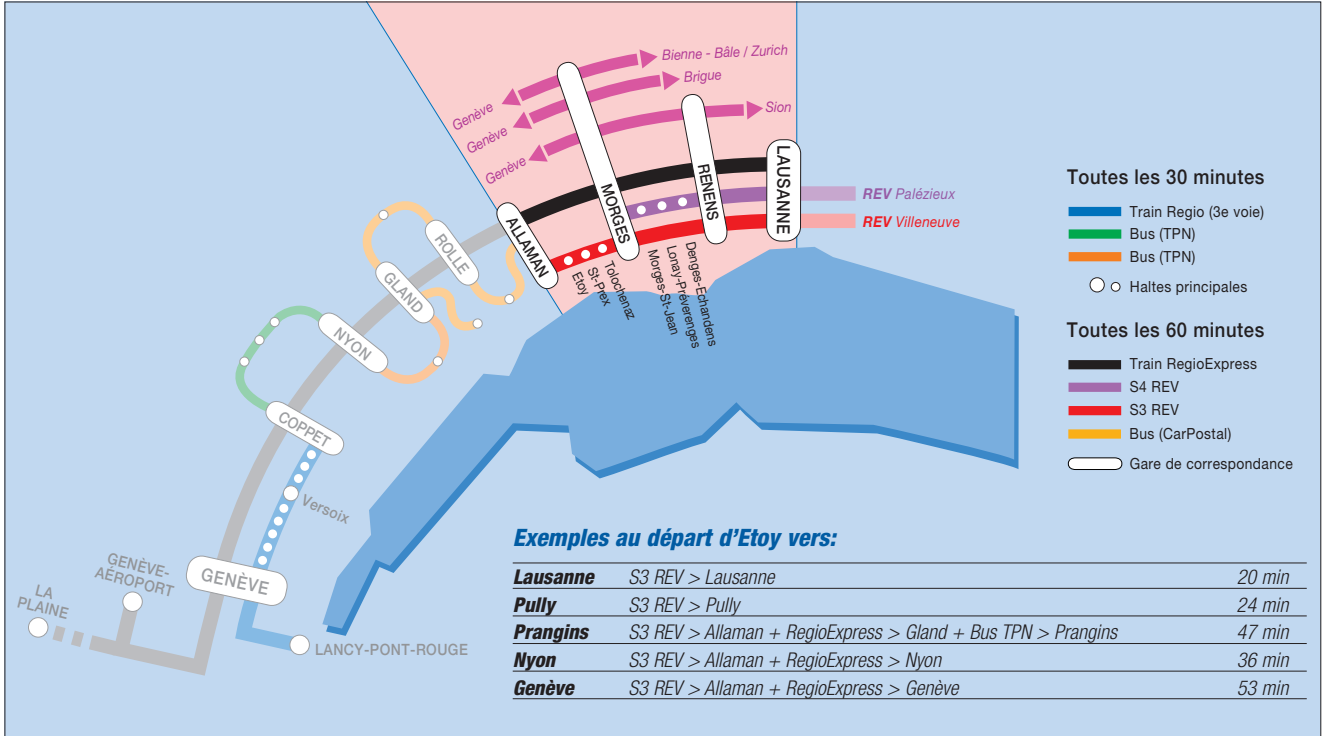 Bienne - Bâle / Zurich
Brigue
Sion
Genève
Genève
Genève
LAUSANNE
RENENS
MORGES
ALLAMAN
REV Palézieux
REV Villeneuve
Etoy
St-Prex
Tolochenaz
Morges-St-Jean
Lonay-Préverenges
Denges-Echandens
ROLLE
GLAND
NYON
COPPET
Versoix
GENÈVE
GENÈVE-
AÉROPORT
LA
PLAINE
LANCY-PONT-ROUGE
Toutes les 30 minutes
Train Regio (3e voie)
Bus (TPN)
Bus (TPN)
Haltes principales
Toutes les 60 minutes
Train RegioExpress
S4 REV
S3 REV
Bus (CarPostal)
Gare de correspondance
Exemples au départ d'Etoy vers:
Lausanne S3 REV > Lausanne 20 min
Pully S3 REV > Pully 24 min
Prangins S3 REV > Allaman + RegioExpress > Gland + Bus TPN > Prangins 47 min
Nyon S3 REV > Allaman + RegioExpress > Nyon 36 min
Genève S3 REV > Allaman + RegioExpress > Genève 53 min